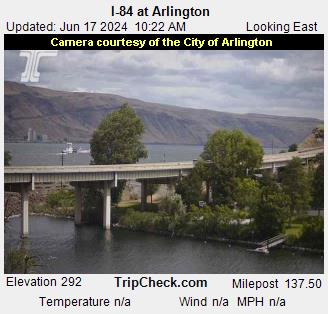 I-84 at Arlington
Updated: Jun 17 2024 10:22 AM Looking East
Camera courtesy of the City of Arlington
Elevation 292 TripCheck.com Milepost 137.50
Temperature n/a Wind n/a MPH n/a